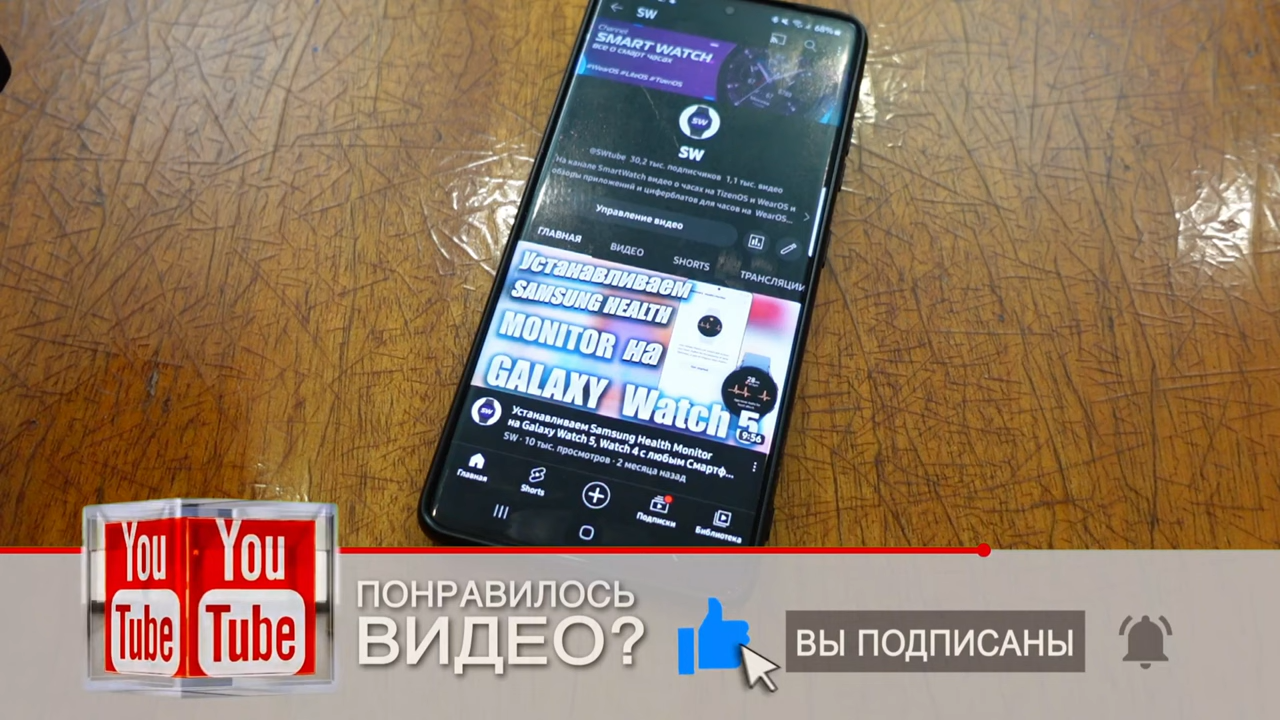 SW
68%
Channel
SMART WATCH
все о смарт часах
#WearOS #LiteOS #TizenOS
SW
SW
@SWtube 30,2 тыс. подписчиков 1,1 тыс. видео
На канале SmartWatch видео о часах на TizenOS и WearOS и
обзоры приложений и циферблатов для часов на WearOS...
Управление видео
ГЛАВНАЯ ВИДЕО SHORTS ТРАНСЛЯЦИИ
Устанавливаем
SAMSUNG HEALTH
MONITOR на
GALAXY Watch 5
9:56
SW
Устанавливаем Samsung Health Monitor
на Galaxy Watch 5, Watch 4 с любым Смартф...
SW · 10 тыс. просмотров · 2 месяца назад
Главная Shorts Подписки Библиотека
You Tube
You Tube
ПОНРАВИЛОСЬ
ВИДЕО?
ВЫ ПОДПИСАНЫ